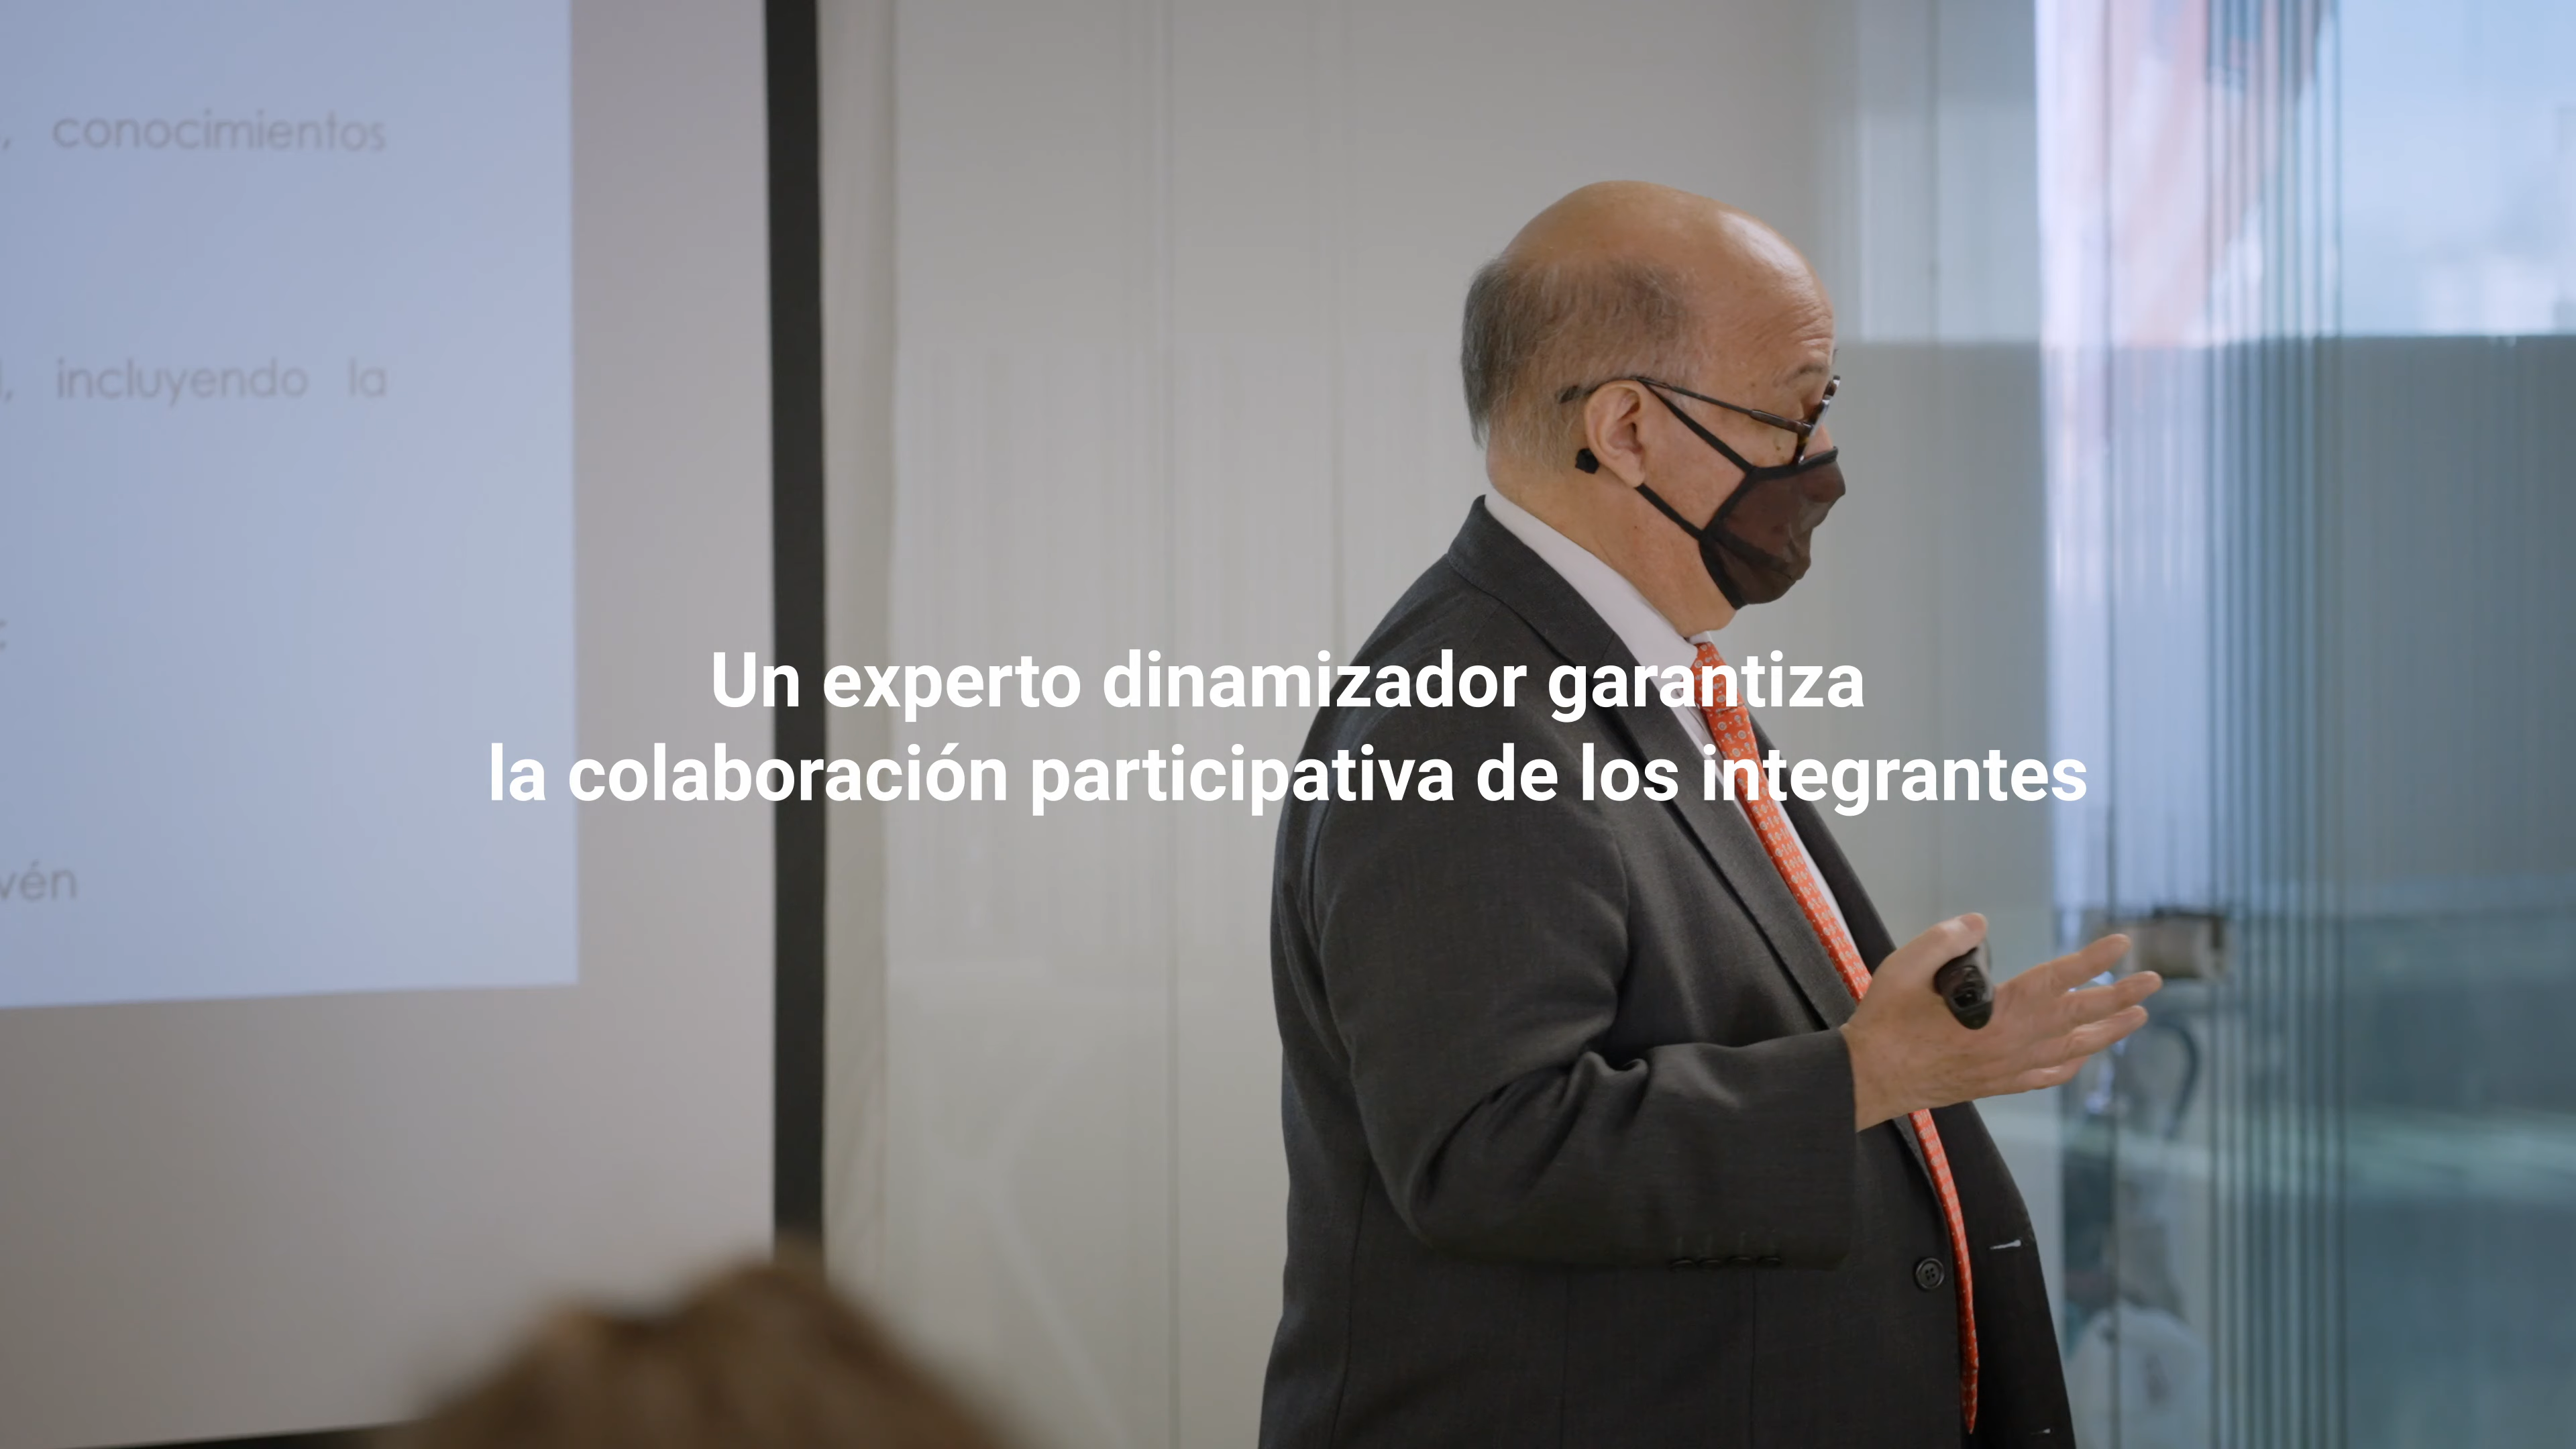 , conocimientos
, incluyendo la
Un experto dinamizador garantiza
la colaboración participativa de los integrantes
vén